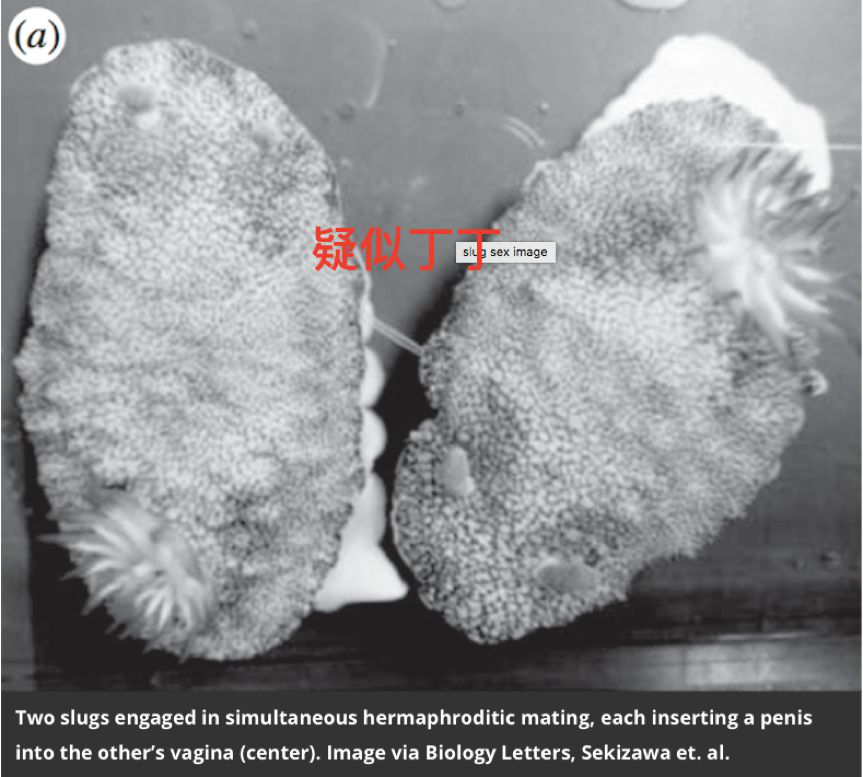 (a)
疑似丁丁
slug sex image
Two slugs engaged in simultaneous hermaphroditic mating, each inserting a penis
into the other's vagina (center). Image via Biology Letters, Sekizawa et. al.